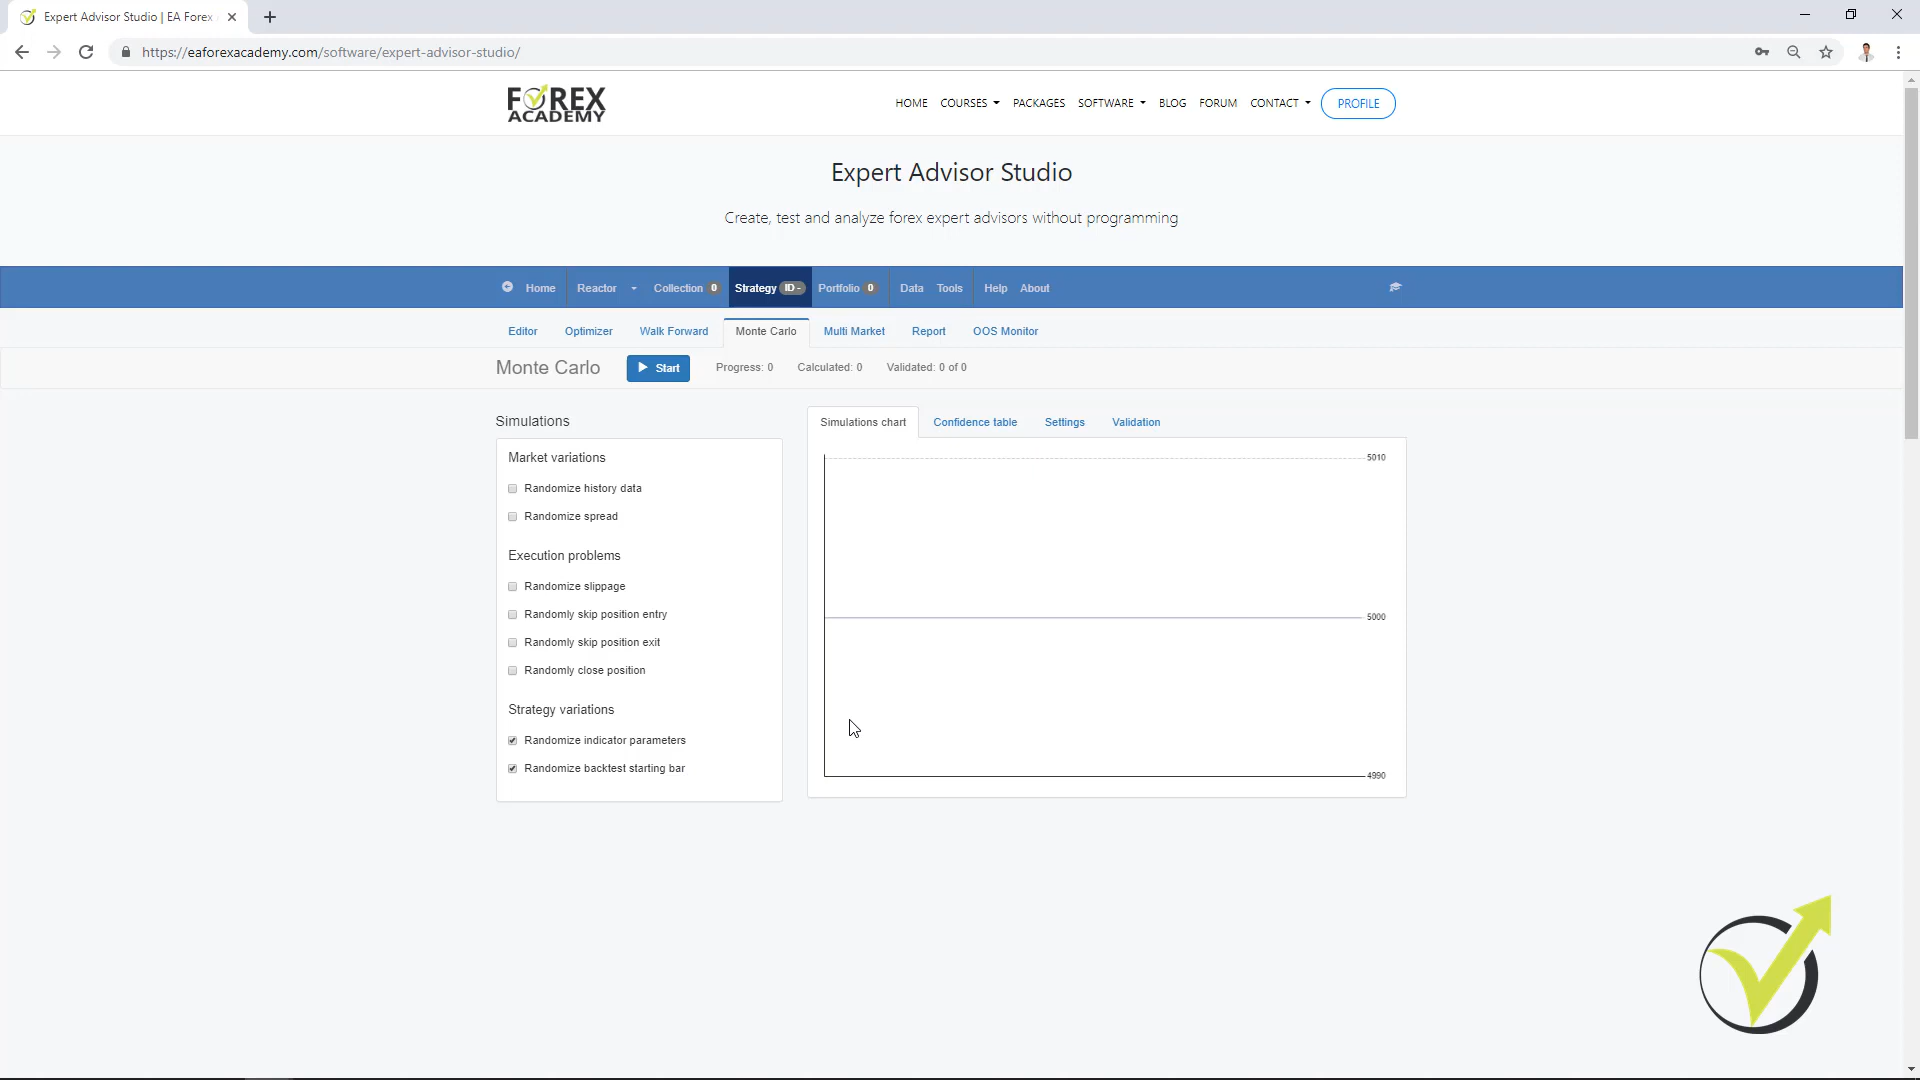 Expert Advisor Studio | EA Forex
https://eaforexacademy.com/software/expert-advisor-studio/
FOREX
ACADEMY
HOME COURSES PACKAGES SOFTWARE BLOG FORUM CONTACT PROFILE
Expert Advisor Studio
Create, test and analyze forex expert advisors without programming
Home Reactor Collection 0 Strategy ID - Portfolio 0 Data Tools Help About
Editor Optimizer Walk Forward Monte Carlo Multi Market Report OOS Monitor
Monte Carlo Start Progress: 0 Calculated: 0 Validated: 0 of 0
Simulations
Market variations
Randomize history data
Randomize spread
Execution problems
Randomize slippage
Randomly skip position entry
Randomly skip position exit
Randomly close position
Strategy variations
Randomize indicator parameters
Randomize backtest starting bar
Simulations chart Confidence table Settings Validation
5010
5000
4990